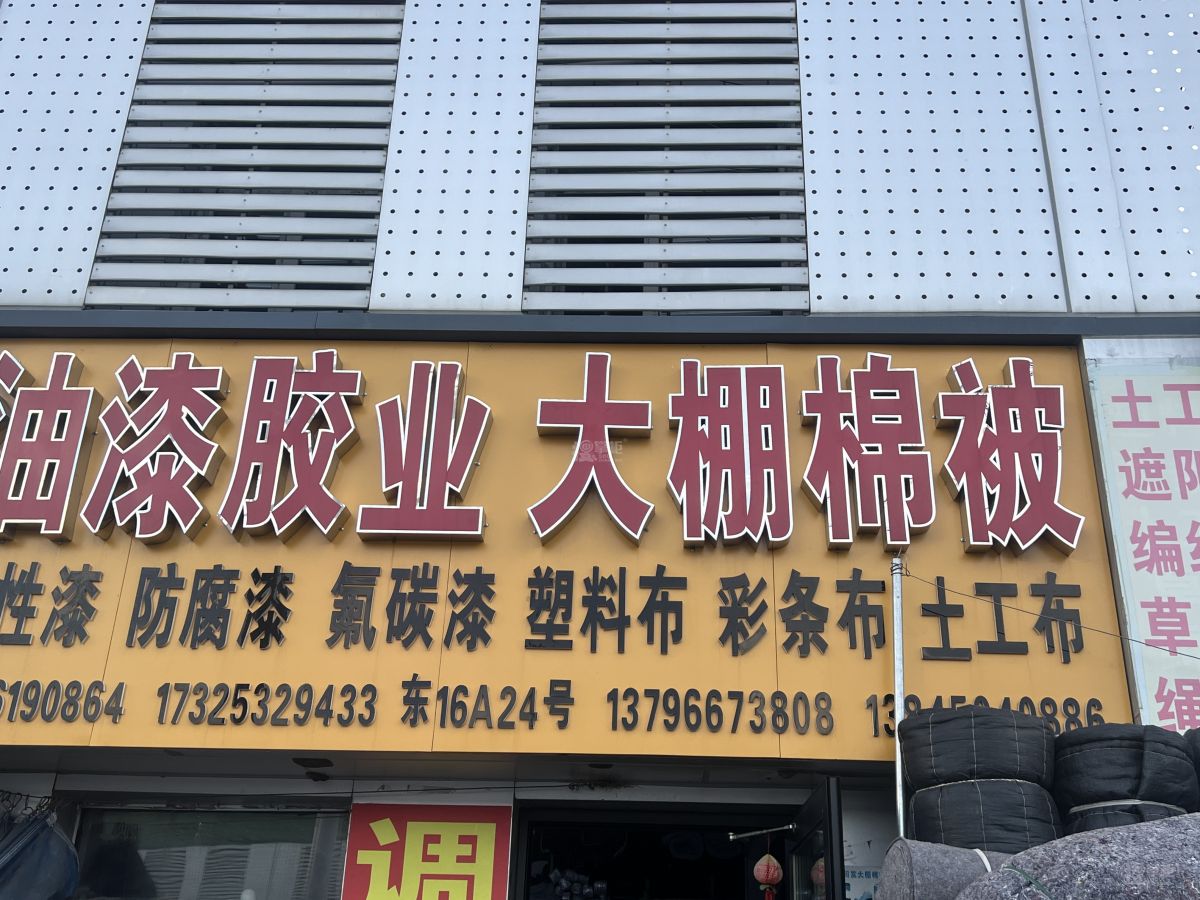 油漆胶业 大棚棉被
性漆 防腐漆 氟碳漆 塑料布 彩条布 土工布
6190864 17325329433 东16A24号 13796673808
土工
遮阳
编织
草
绳
调